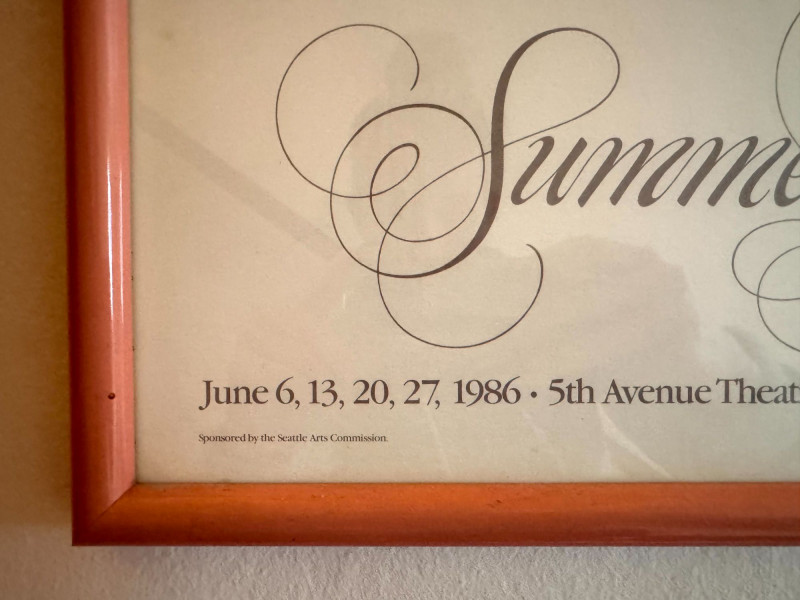 Summe
June 6, 13, 20, 27, 1986 · 5th Avenue Theat
Sponsored by the Seattle Arts Commission.